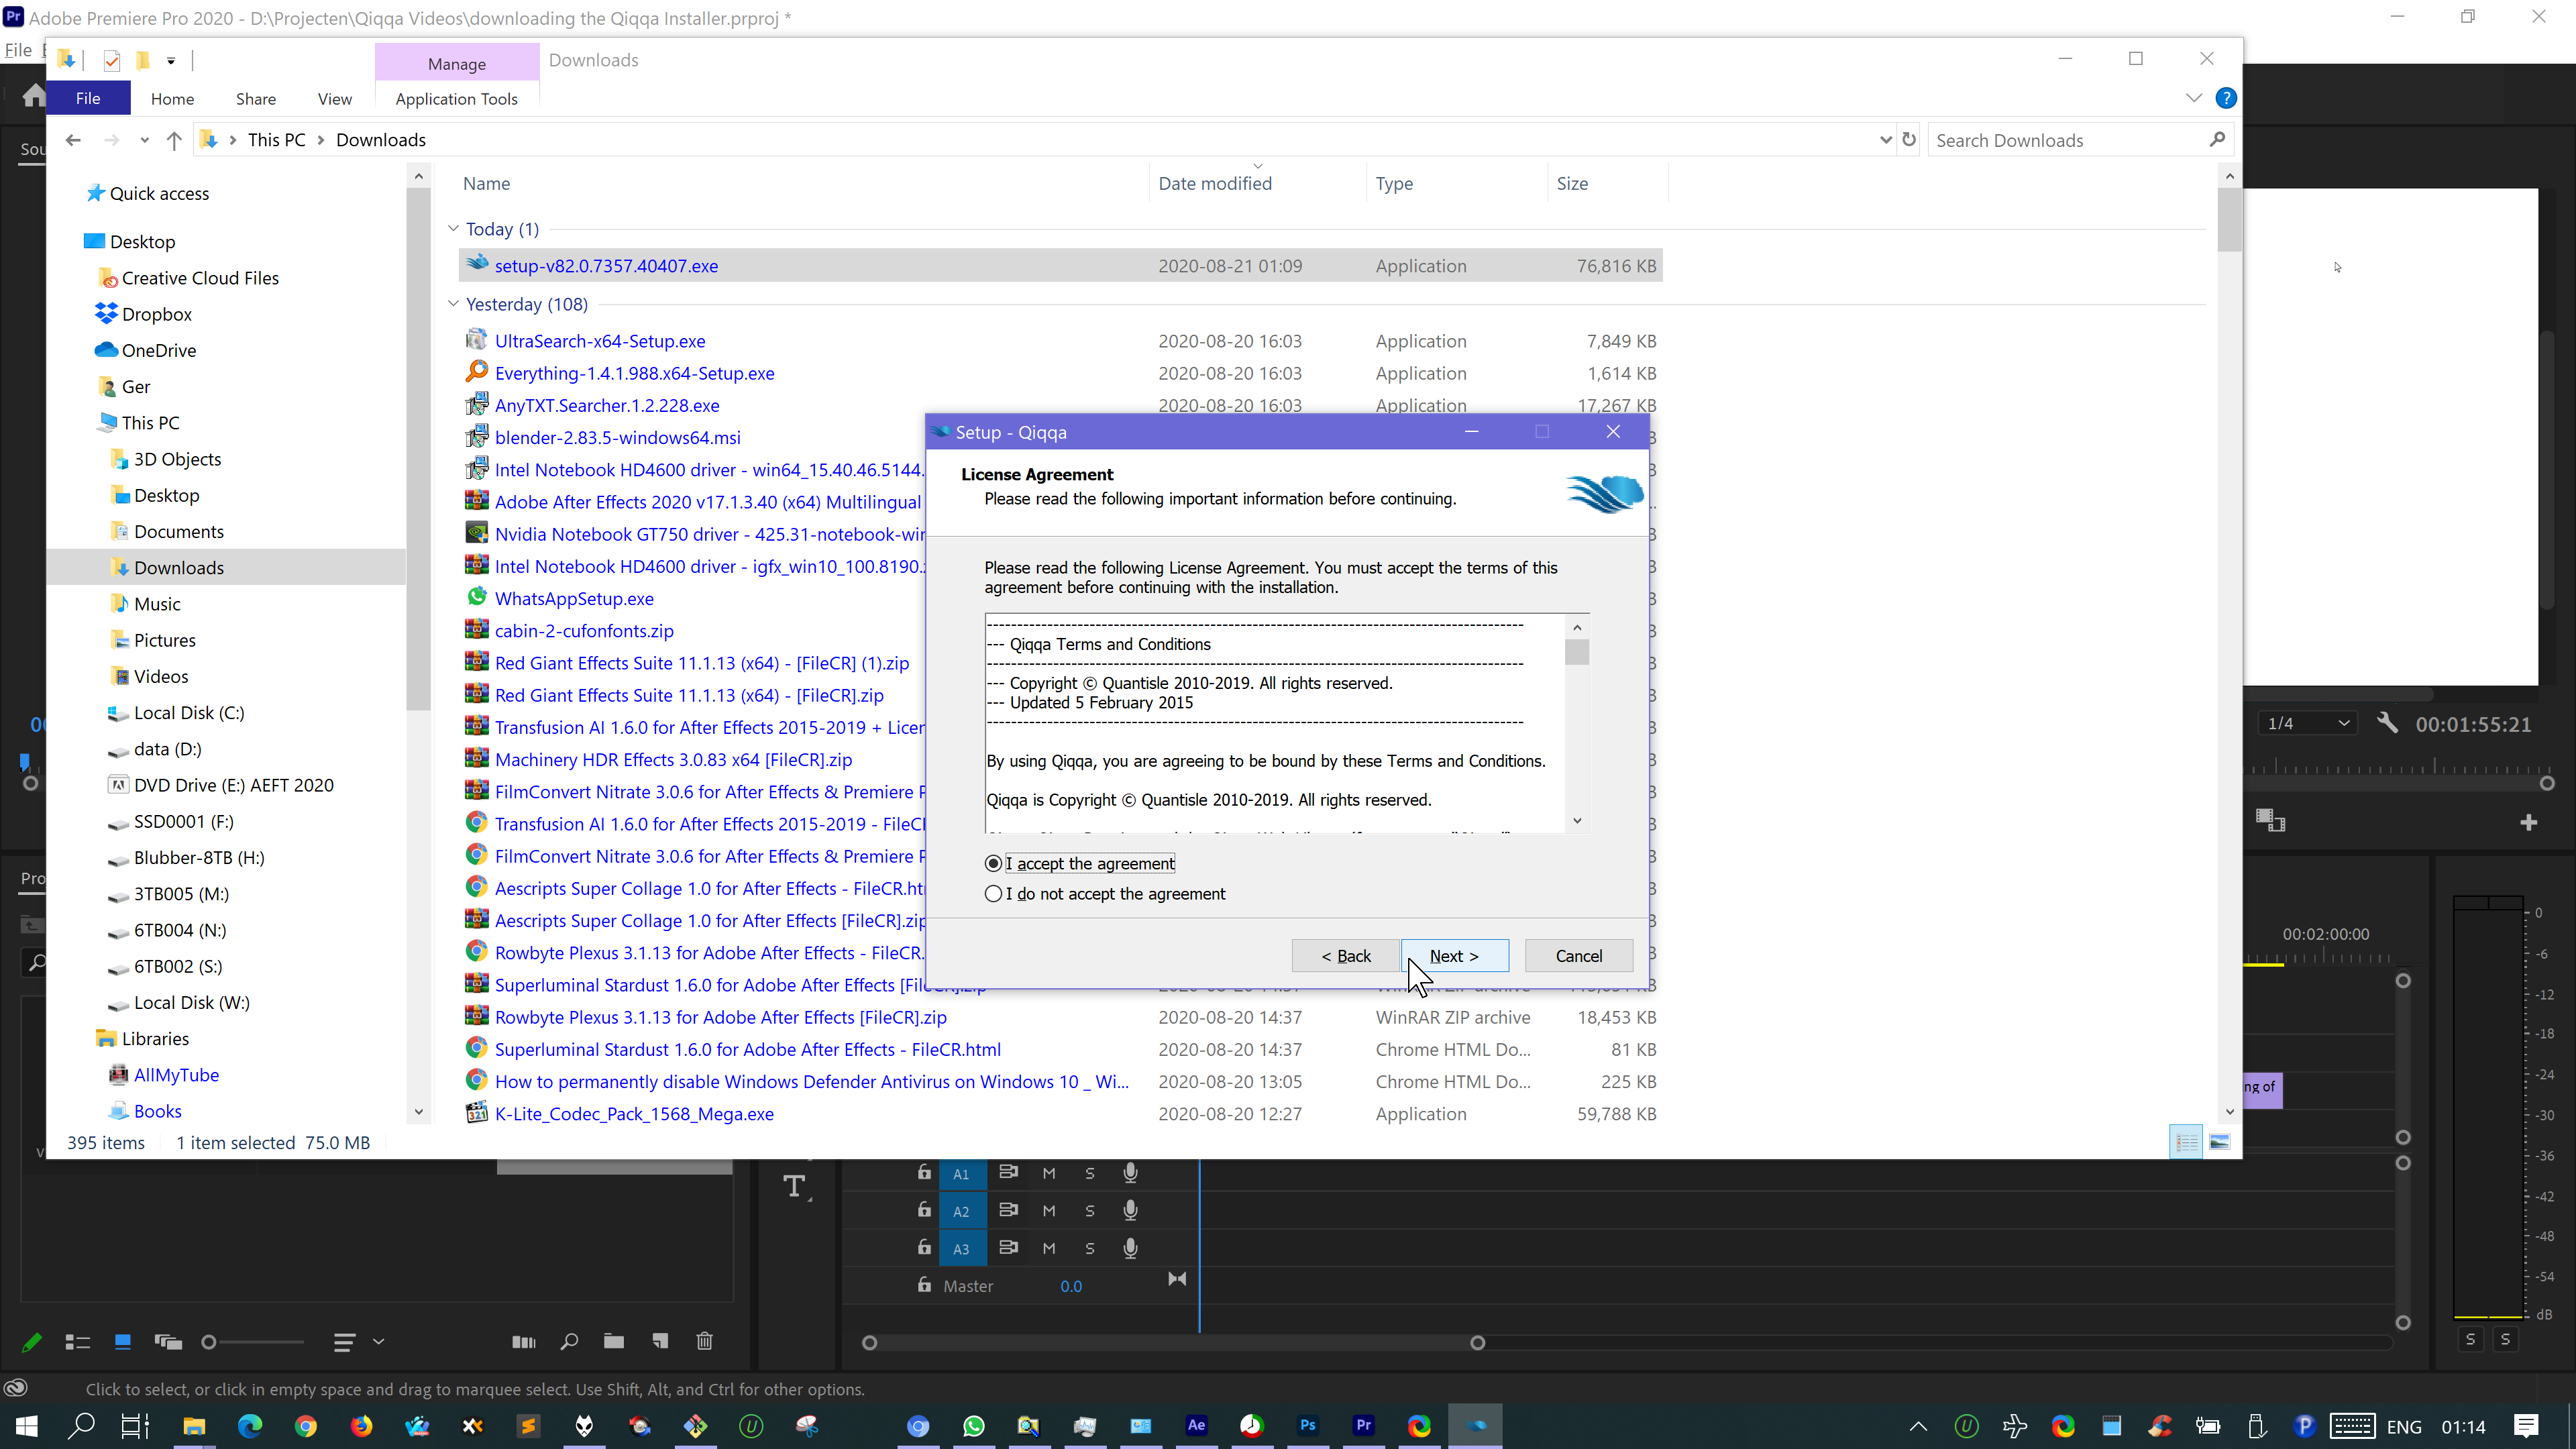 Adobe Premiere Pro 2020 - D:\Projecten\Qiqqa Videos\downloading the Qiqqa Installer.prproj *
File
Manage
Downloads
File
Home
Share
View
Application Tools
This PC
Downloads
Search Downloads
Quick access
Desktop
Creative Cloud Files
Dropbox
OneDrive
Ger
This PC
3D Objects
Desktop
Documents
Downloads
Music
Pictures
Videos
Local Disk (C:)
data (D:)
DVD Drive (E:) AEFT 2020
SSD0001 (F:)
Blubber-8TB (H:)
3TB005 (M:)
6TB004 (N:)
6TB002 (S:)
Local Disk (W:)
Libraries
AllMyTube
Books
Name Date modified Type Size
Today (1)
setup-v82.0.7357.40407.exe 2020-08-21 01:09 Application 76,816 KB
Yesterday (108)
UltraSearch-x64-Setup.exe 2020-08-20 16:03 Application 7,849 KB
Everything-1.4.1.988.x64-Setup.exe 2020-08-20 16:03 Application 1,614 KB
AnyTXT.Searcher.1.2.228.exe 2020-08-20 16:03 Application 17,267 KB
blender-2.83.5-windows64.msi
Intel Notebook HD4600 driver - win64_15.40.46.5144.
Adobe After Effects 2020 v17.1.3.40 (x64) Multilingual
Nvidia Notebook GT750 driver - 425.31-notebook-wi
Intel Notebook HD4600 driver - igfx_win10_100.8190.
WhatsAppSetup.exe
cabin-2-cufonfonts.zip
Red Giant Effects Suite 11.1.13 (x64) - [FileCR] (1).zip
Red Giant Effects Suite 11.1.13 (x64) - [FileCR].zip
Transfusion AI 1.6.0 for After Effects 2015-2019 + Licen
Machinery HDR Effects 3.0.83 x64 [FileCR].zip
FilmConvert Nitrate 3.0.6 for After Effects & Premiere P
Transfusion AI 1.6.0 for After Effects 2015-2019 - FileC
FilmConvert Nitrate 3.0.6 for After Effects & Premiere P
Aescripts Super Collage 1.0 for After Effects - FileCR.ht
Aescripts Super Collage 1.0 for After Effects [FileCR].zip
Rowbyte Plexus 3.1.13 for Adobe After Effects - FileCR.
Superluminal Stardust 1.6.0 for Adobe After Effects
Rowbyte Plexus 3.1.13 for Adobe After Effects [FileCR].zip 2020-08-20 14:37 WinRAR ZIP archive 18,453 KB
Superluminal Stardust 1.6.0 for Adobe After Effects - FileCR.html 2020-08-20 14:37 Chrome HTML Do... 81 KB
How to permanently disable Windows Defender Antivirus on Windows 10 _ Wi... 2020-08-20 13:05 Chrome HTML Do... 225 KB
K-Lite_Codec_Pack_1568_Mega.exe 2020-08-20 12:27 Application 59,788 KB
395 items 1 item selected 75.0 MB
Setup - Qiqqa
License Agreement
Please read the following important information before continuing.
Please read the following License Agreement. You must accept the terms of this
agreement before continuing with the installation.
--- Qiqqa Terms and Conditions
--- Copyright © Quantisle 2010-2019. All rights reserved.
--- Updated 5 February 2015
By using Qiqqa, you are agreeing to be bound by these Terms and Conditions.
Qiqqa is Copyright © Quantisle 2010-2019. All rights reserved.
I accept the agreement
I do not accept the agreement
< Back
Next >
Cancel
1/4
00:01:55:21
00:02:00:00
ng of
0
-6
-12
-18
-24
-30
-36
-42
-48
-54
dB
S S
A1 M S
A2 M S
A3 M S
Master 0.0
T
Click to select, or click in empty space and drag to marquee select. Use Shift, Alt, and Ctrl for other options.
Ae
Ps
Pr
ENG
01:14